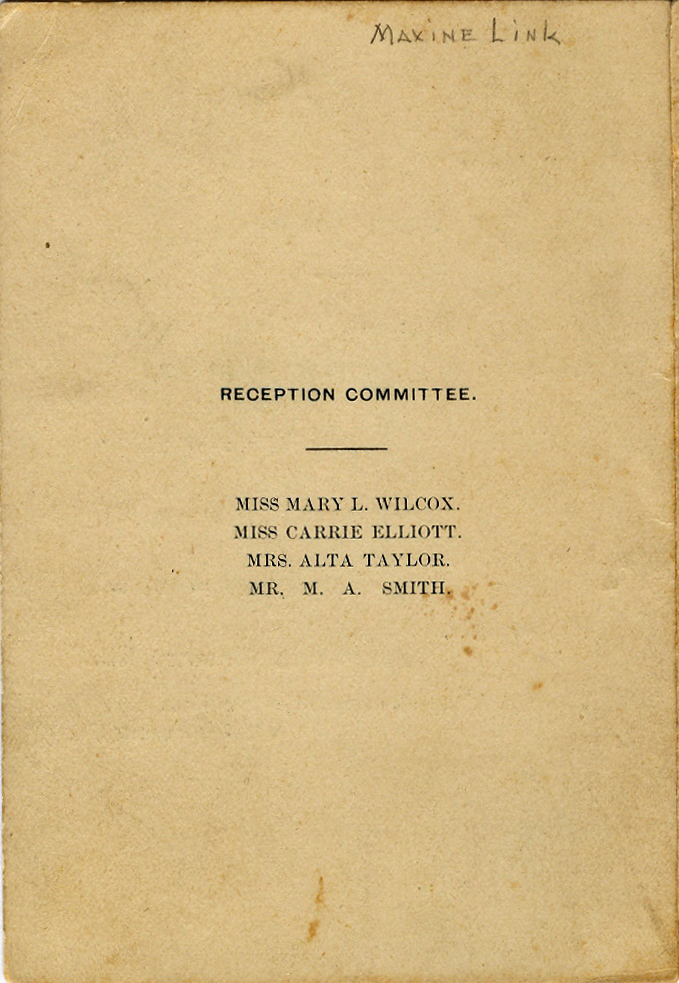 Maxine Link
RECEPTION COMMITTEE.
MISS MARY L. WILCOX.
MISS CARRIE ELLIOTT.
MRS. ALTA TAYLOR.
MR. M. A. SMITH.